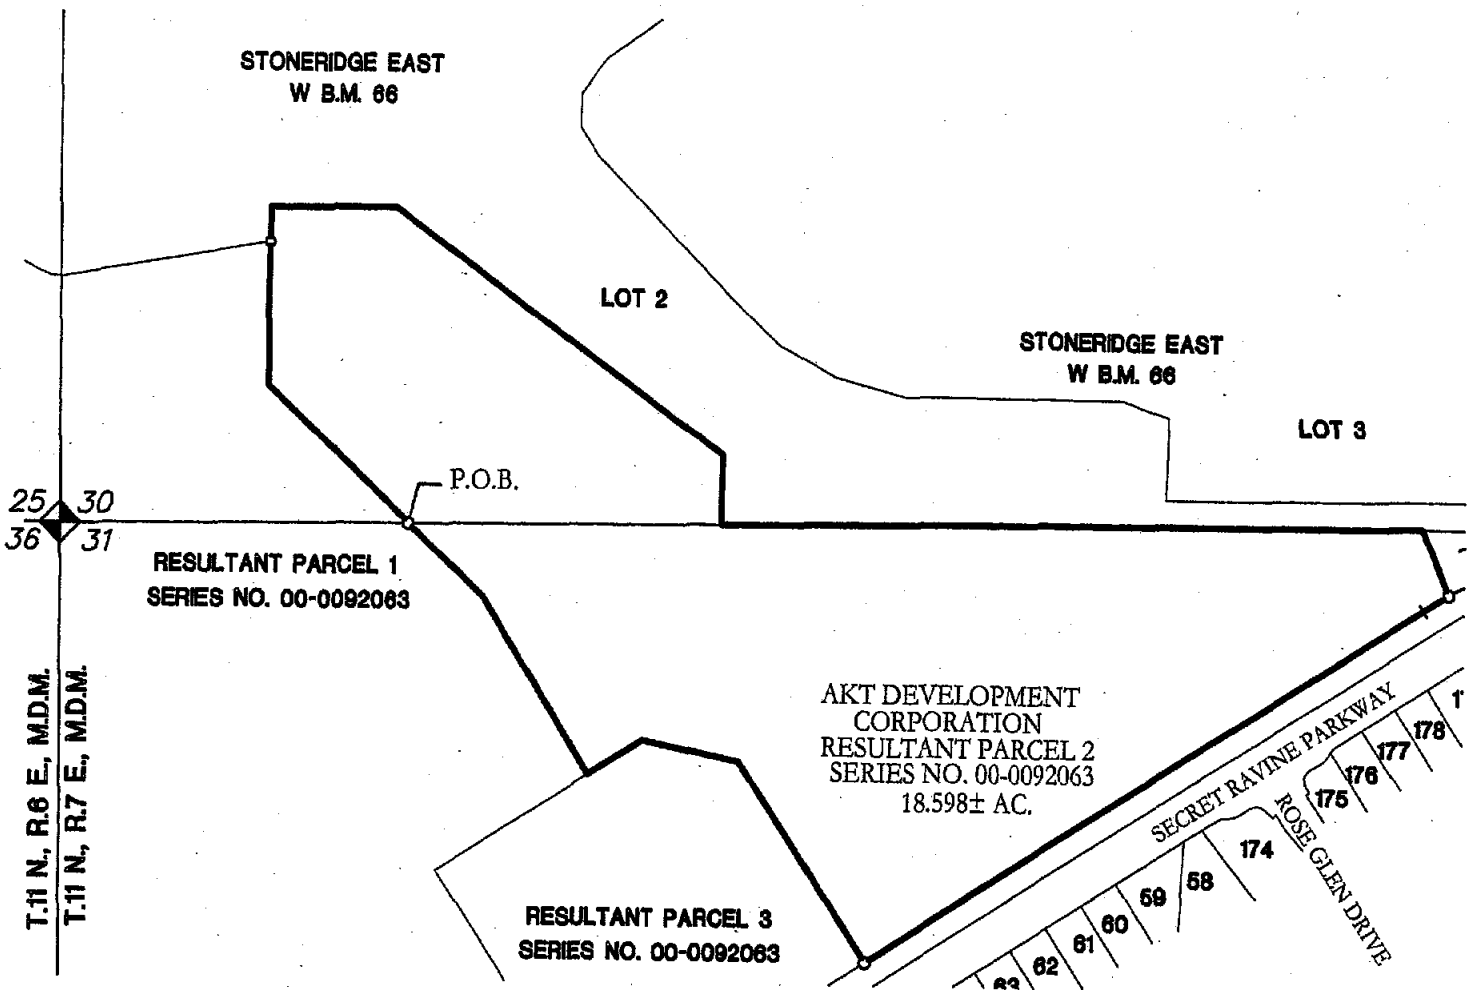 STONERIDGE EAST
W B.M. 66
LOT 2
STONERIDGE EAST
W B.M. 66
LOT 3
P.O.B.
25 30
36 31
RESULTANT PARCEL 1
SERIES NO. 00-0092063
T.11 N., R.6 E., M.D.M.
T.11 N., R.7 E., M.D.M.
AKT DEVELOPMENT
CORPORATION
RESULTANT PARCEL 2
SERIES NO. 00-0092063
18.598± AC.
SECRET RAVINE PARKWAY
ROSE GLEN DRIVE
178
177
176
175
174
58
59
60
61
62
63
RESULTANT PARCEL 3
SERIES NO. 00-0092063